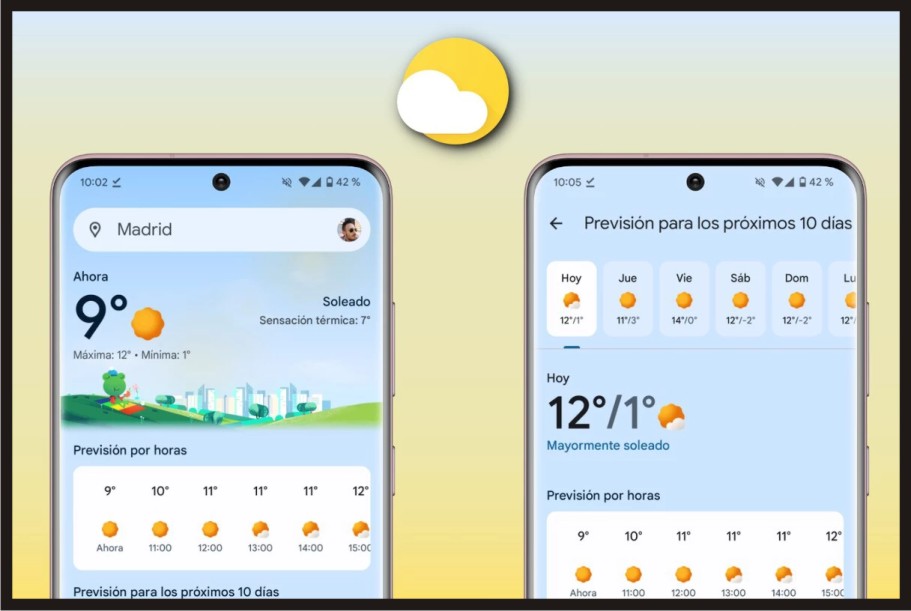 10:02
42 %
Madrid
Ahora
9°
Soleado
Sensación térmica: 7°
Máxima: 12° • Mínima: 1°
Previsión por horas
9° 10° 11° 11° 11° 12°
Ahora 11:00 12:00 13:00 14:00 15:00
Previsión para los próximos 10 días
10:05
42 %
Previsión para los próximos 10 días
Hoy Jue Vie Sáb Dom Lu
12°/1° 11°/3° 14°/0° 12°/-2° 12°/-2° 12°/
Hoy
12°/1°
Mayormente soleado
Previsión por horas
9° 10° 11° 11° 11° 12°
Ahora 11:00 12:00 13:00 14:00 15:00